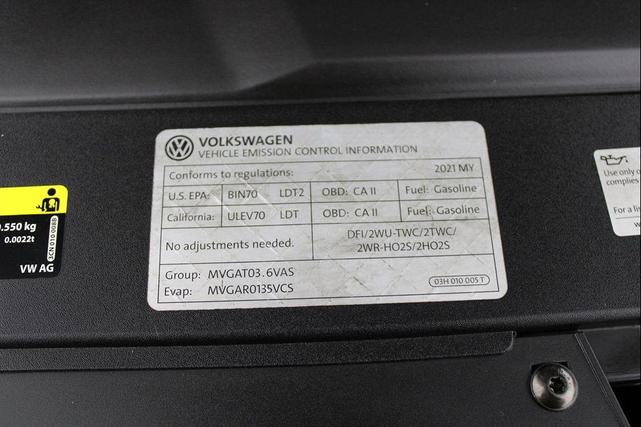 VOLKSWAGEN
VEHICLE EMISSION CONTROL INFORMATION
Conforms to regulations: 2021 MY
U.S. EPA: BIN70 LDT2 OBD: CA II Fuel: Gasoline
California: ULEV70 LDT OBD: CA II Fuel: Gasoline
No adjustments needed. DFI/2WU-TWC/2TWC/
2WR-HO2S/2HO2S
Group: MVGAT03.6VAS
Evap: MVGAR0135VCS
03H 010 005 T
.550 kg
0.0022t
VW AG
Use only
complies
For a li